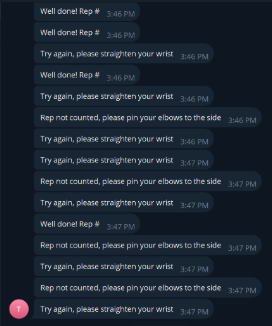 Well done! Rep # 3:46 PM
Well done! Rep # 3:46 PM
Try again, please straighten your wrist 3:46 PM
Well done! Rep # 3:46 PM
Try again, please straighten your wrist 3:46 PM
Rep not counted, please pin your elbows to the side 3:46 PM
Try again, please straighten your wrist 3:46 PM
Try again, please straighten your wrist 3:47 PM
Rep not counted, please pin your elbows to the side 3:47 PM
Try again, please straighten your wrist 3:47 PM
Well done! Rep # 3:47 PM
Rep not counted, please pin your elbows to the side 3:47 PM
Try again, please straighten your wrist 3:47 PM
Rep not counted, please pin your elbows to the side 3:47 PM
T Try again, please straighten your wrist 3:47 PM